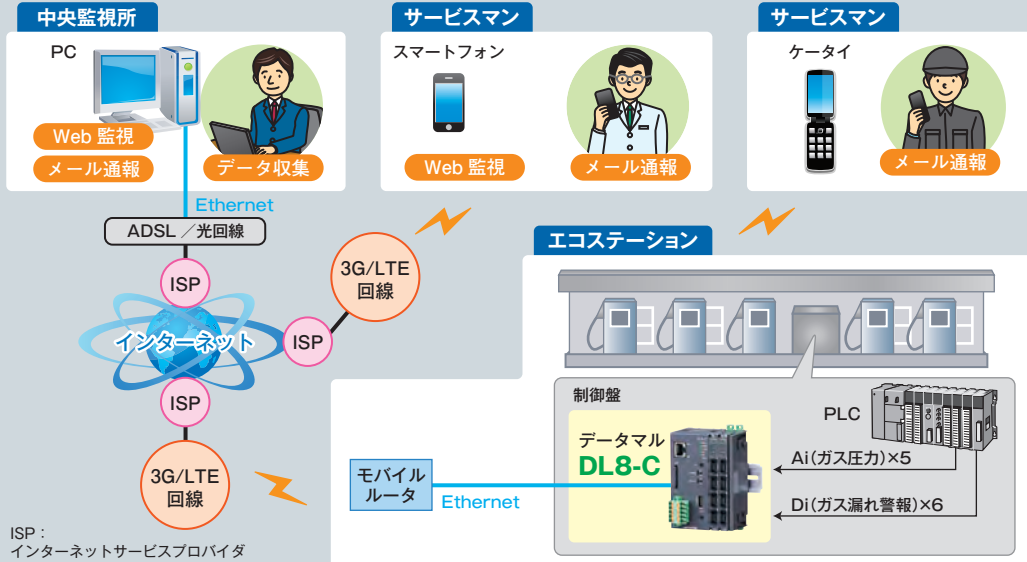 中央監視所
PC
Web 監視
メール通報
データ収集
サービスマン
スマートフォン
Web 監視
メール通報
サービスマン
ケータイ
メール通報
Ethernet
ADSL／光回線
ISP
インターネット
ISP
3G/LTE
回線
ISP
3G/LTE
回線
ISP：
インターネットサービスプロバイダ
エコステーション
制御盤
データマル
DL8-C
PLC
Ai(ガス圧力)×5
Di(ガス漏れ警報)×6
モバイル
ルータ
Ethernet